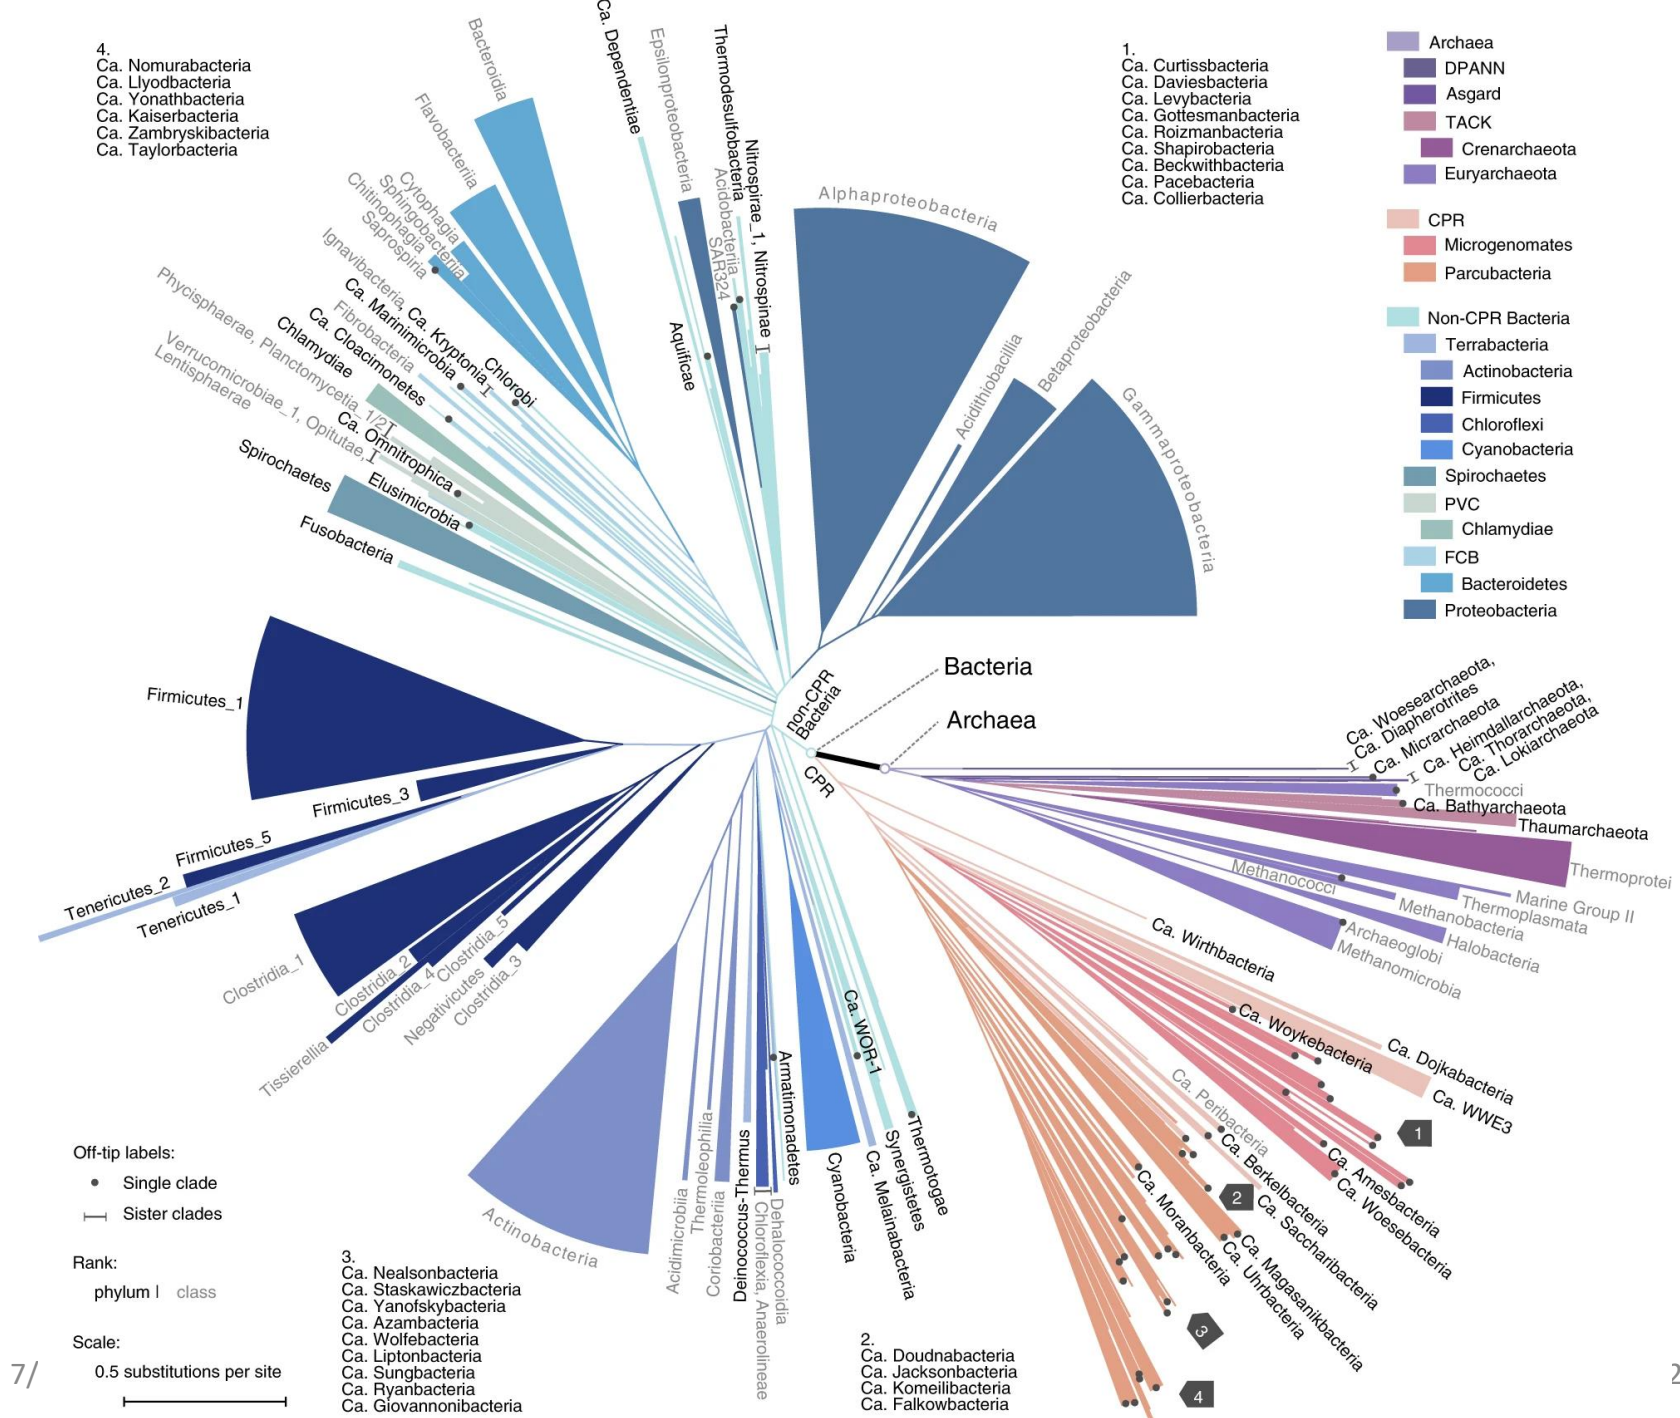 4.
Ca. Nomurabacteria
Ca. Llyodbacteria
Ca. Yonathbacteria
Ca. Kaiserbacteria
Ca. Zambryskibacteria
Ca. Taylorbacteria
1.
Ca. Curtissbacteria
Ca. Daviesbacteria
Ca. Levybacteria
Ca. Gottesmanbacteria
Ca. Roizmanbacteria
Ca. Shapirobacteria
Ca. Beckwithbacteria
Ca. Pacebacteria
Ca. Collierbacteria
Archaea
DPANN
Asgard
TACK
Crenarchaeota
Euryarchaeota
CPR
Microgenomates
Parcubacteria
Non-CPR Bacteria
Terrabacteria
Actinobacteria
Firmicutes
Chloroflexi
Cyanobacteria
Spirochaetes
PVC
Chlamydiae
FCB
Bacteroidetes
Proteobacteria
Bacteroidia
Flavobacteriia
Cytophagia
Sphingobacteriia
Chitinophagia
Saprospiria
Ignavibacteria, Ca. Kryptonia
Chlorobi
Ca. Marinimicrobia
Fibrobacteria
Ca. Cloacimonetes
Chlamydiae
Phycisphaerae, Planctomycetia_1/2
Ca. Omnitrophica
Verrucomicrobiae_1, Opitutae,
Lentisphaerae
Elusimicrobia
Spirochaetes
Fusobacteria
Ca. Dependentiae
Epsilonproteobacteria
Aquificae
Thermodesulfobacteria
Acidobacteriia
SAR324
Nitrospirae_1, Nitrospinae
Alphaproteobacteria
Acidithiobacillia
Betaproteobacteria
Gammaproteobacteria
Firmicutes_1
Firmicutes_3
Firmicutes_5
Tenericutes_2
Tenericutes_1
Clostridia_1
Clostridia_2
Clostridia_4
Clostridia_5
Negativicutes
Clostridia_3
Tissierellia
non-CPR
Bacteria
Bacteria
Archaea
CPR
Ca. Woesearchaeota,
Ca. Diapherotrites
Ca. Micrarchaeota
Ca. Heimdallarchaeota,
Ca. Thorarchaeota,
Ca. Lokiarchaeota
Thermococci
Ca. Bathyarchaeota
Thaumarchaeota
Thermoprotei
Marine Group II
Thermoplasmata
Methanococci
Methanobacteria
Halobacteria
Archaeoglobi
Methanomicrobia
Ca. Wirthbacteria
Ca. Dojkabacteria
Ca. WWE3
Ca. Woykebacteria
1
Ca. Amesbacteria
Ca. Woesebacteria
Ca. Peribacteria
Ca. Berkelbacteria
Ca. Saccharibacteria
2
Ca. Magasanikbacteria
Ca. Uhrbacteria
Ca. Moranbacteria
3
4
Actinobacteria
Acidimicrobiia
Thermoleophilia
Coriobacteriia
Deinococcus-Thermus
Chloroflexia, Anaerolineae
Dehalococcoidia
Armatimonadetes
Cyanobacteria
Ca. Melainabacteria
Ca. WOR-1
Synergistetes
Thermotogae
Off-tip labels:
Single clade
Sister clades
Rank:
phylum | class
Scale:
0.5 substitutions per site
3.
Ca. Nealsonbacteria
Ca. Staskawiczbacteria
Ca. Yanofskybacteria
Ca. Azambacteria
Ca. Wolfebacteria
Ca. Liptonbacteria
Ca. Sungbacteria
Ca. Ryanbacteria
Ca. Giovannonibacteria
2.
Ca. Doudnabacteria
Ca. Jacksonbacteria
Ca. Komeilibacteria
Ca. Falkowbacteria
7/
2